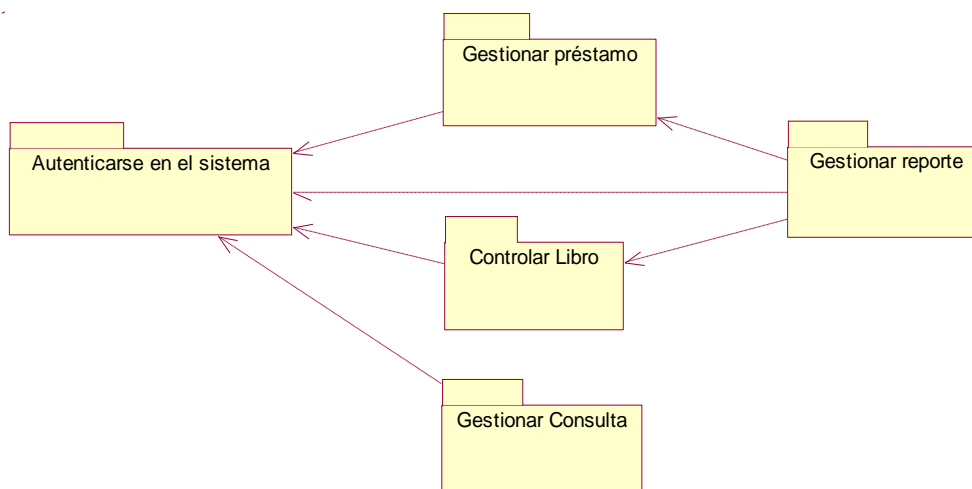 Gestionar préstamo
Autenticarse en el sistema
Gestionar reporte
Controlar Libro
Gestionar Consulta